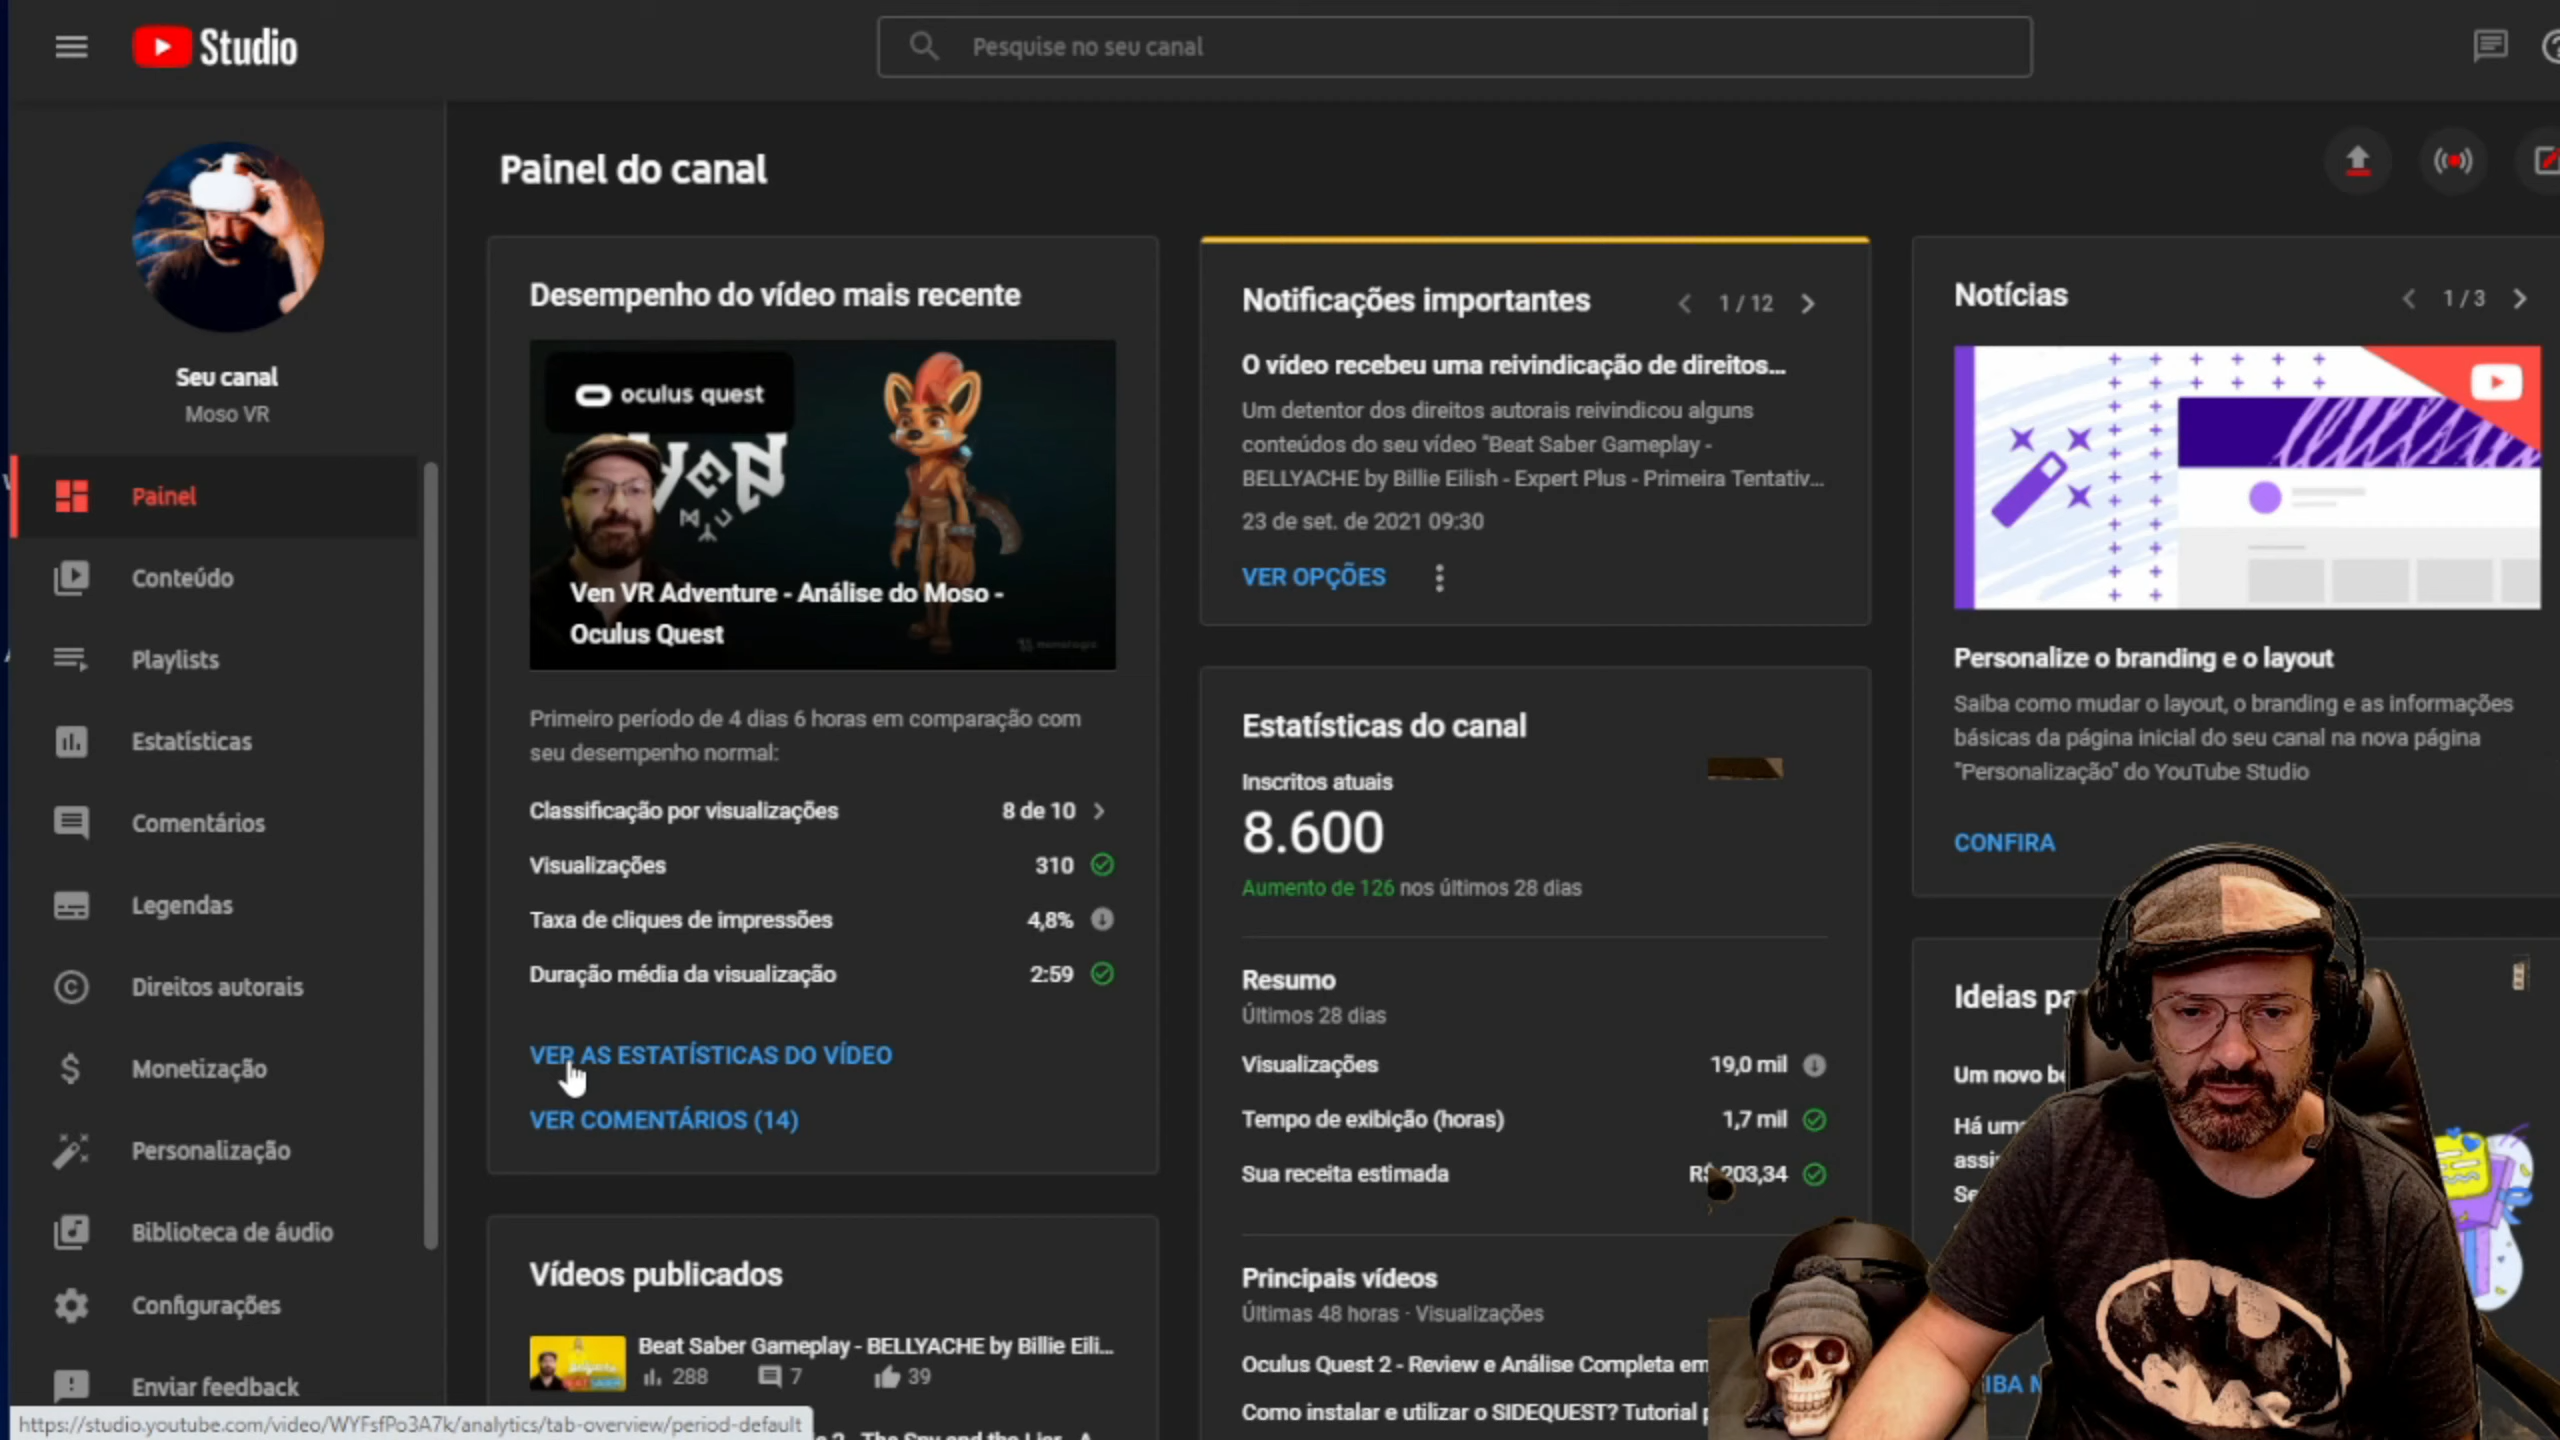 Studio
Pesquise no seu canal
Seu canal
Moso VR
Painel
Conteúdo
Playlists
Estatísticas
Comentários
Legendas
Direitos autorais
Monetização
Personalização
Biblioteca de áudio
Configurações
Enviar feedback
https://studio.youtube.com/video/WYFsfPo3A7k/analytics/tab-overview/period-default
Painel do canal
Desempenho do vídeo mais recente
oculus quest
VEN
Ven VR Adventure - Análise do Moso -
Oculus Quest
Primeiro período de 4 dias 6 horas em comparação com
seu desempenho normal:
Classificação por visualizações 8 de 10
Visualizações 310
Taxa de cliques de impressões 4,8%
Duração média da visualização 2:59
VER AS ESTATÍSTICAS DO VÍDEO
VER COMENTÁRIOS (14)
Vídeos publicados
Beat Saber Gameplay - BELLYACHE by Billie Eili...
288 7 39
Notificações importantes 1 / 12
O vídeo recebeu uma reivindicação de direitos...
Um detentor dos direitos autorais reivindicou alguns
conteúdos do seu vídeo "Beat Saber Gameplay -
BELLYACHE by Billie Eilish - Expert Plus - Primeira Tentativ...
23 de set. de 2021 09:30
VER OPÇÕES
Estatísticas do canal
Inscritos atuais
8.600
Aumento de 126 nos últimos 28 dias
Resumo
Últimos 28 dias
Visualizações 19,0 mil
Tempo de exibição (horas) 1,7 mil
Sua receita estimada R$ 203,34
Principais vídeos
Últimas 48 horas · Visualizações
Oculus Quest 2 - Review e Análise Completa em
Como instalar e utilizar o SIDEQUEST? Tutorial
Notícias 1 / 3
Personalize o branding e o layout
Saiba como mudar o layout, o branding e as informações
básicas da página inicial do seu canal na nova página
"Personalização" do YouTube Studio
CONFIRA
Ideias pa
Um novo be
Há um
assi
Se
IBA M